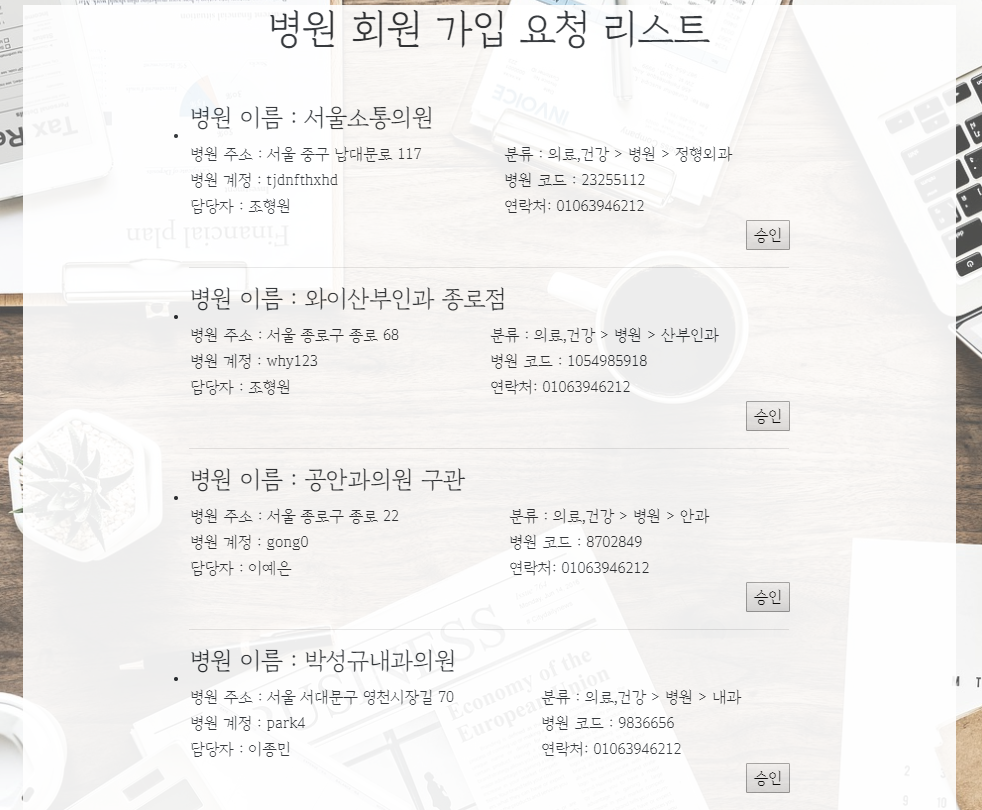 병원 회원 가입 요청 리스트
병원 이름 : 서울소통의원
병원 주소 : 서울 중구 남대문로 117
분류 : 의료,건강 > 병원 > 정형외과
병원 계정 : tjdnfthxhd
병원 코드 : 23255112
담당자 : 조형원
연락처: 01063946212
승인
병원 이름 : 와이산부인과 종로점
병원 주소 : 서울 종로구 종로 68
분류 : 의료,건강 > 병원 > 산부인과
병원 계정 : why123
병원 코드 : 1054985918
담당자 : 조형원
연락처: 01063946212
승인
병원 이름 : 공안과의원 구관
병원 주소 : 서울 종로구 종로 22
분류 : 의료,건강 > 병원 > 안과
병원 계정 : gong0
병원 코드 : 8702849
담당자 : 이예은
연락처: 01063946212
승인
병원 이름 : 박성규내과의원
병원 주소 : 서울 서대문구 영천시장길 70
분류 : 의료,건강 > 병원 > 내과
병원 계정 : park4
병원 코드 : 9836656
담당자 : 이종민
연락처: 01063946212
승인
INVOICE
Financial plan
Tax Re
BUSINESS
Economy of the
European Union